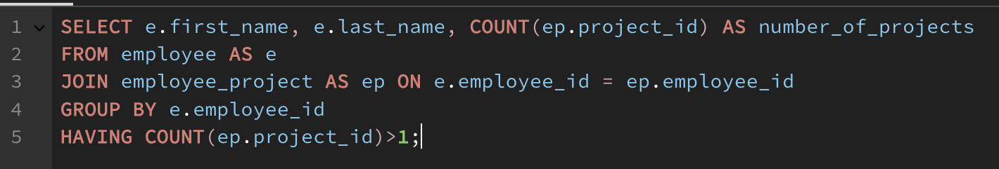 1 SELECT e.first_name, e.last_name, COUNT(ep.project_id) AS number_of_projects
2 FROM employee AS e
3 JOIN employee_project AS ep ON e.employee_id = ep.employee_id
4 GROUP BY e.employee_id
5 HAVING COUNT(ep.project_id)>1;